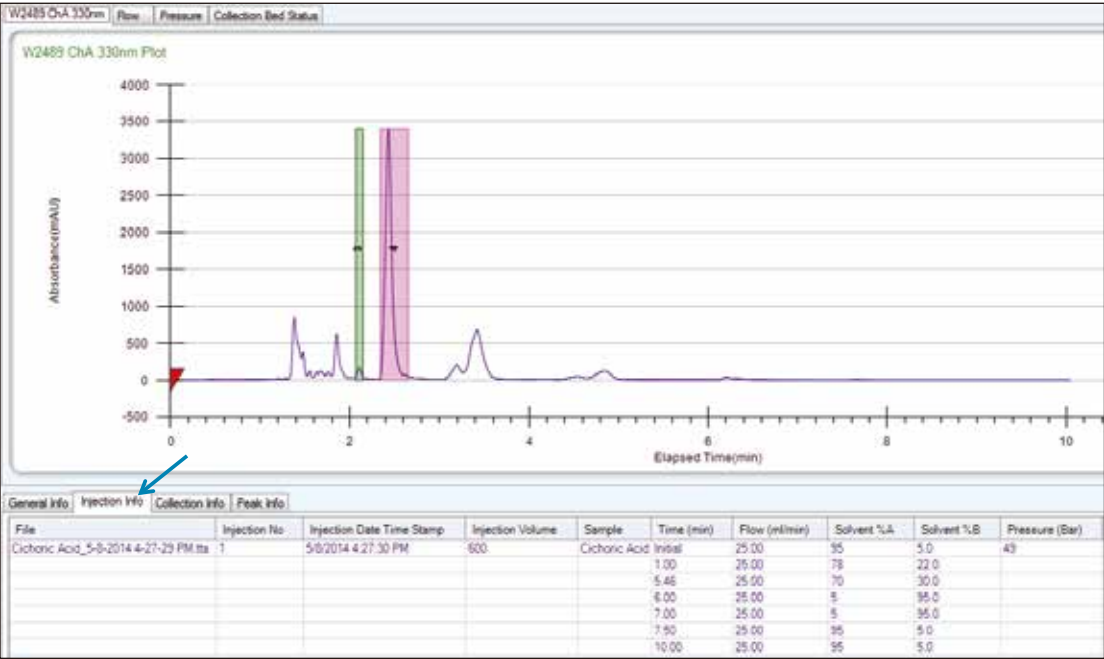 W2489 ChA 330nm Flow Pressure Collection Bed Status
W2489 ChA 330nm Plot
4000
3500
3000
2500
2000
1500
1000
500
0
-500
Absorbance(mAU)
0 2 4 6 8 10
Elapsed Time(min)
General Info Injection Info Collection Info Peak Info
File Injection No Injection Date Time Stamp Injection Volume Sample Time (min) Flow (ml/min) Solvent %A Solvent %B Pressure (Bar)
Cichoric Acid_5-8-2014 4-27-29 PM.tta 1 5/8/2014 4:27:30 PM 600. Cichoric Acid Initial 25.00 95 5.0 49
1.00 25.00 78 22.0
5.46 25.00 70 30.0
6.00 25.00 5 95.0
7.00 25.00 5 95.0
7.50 25.00 95 5.0
10.00 25.00 95 5.0